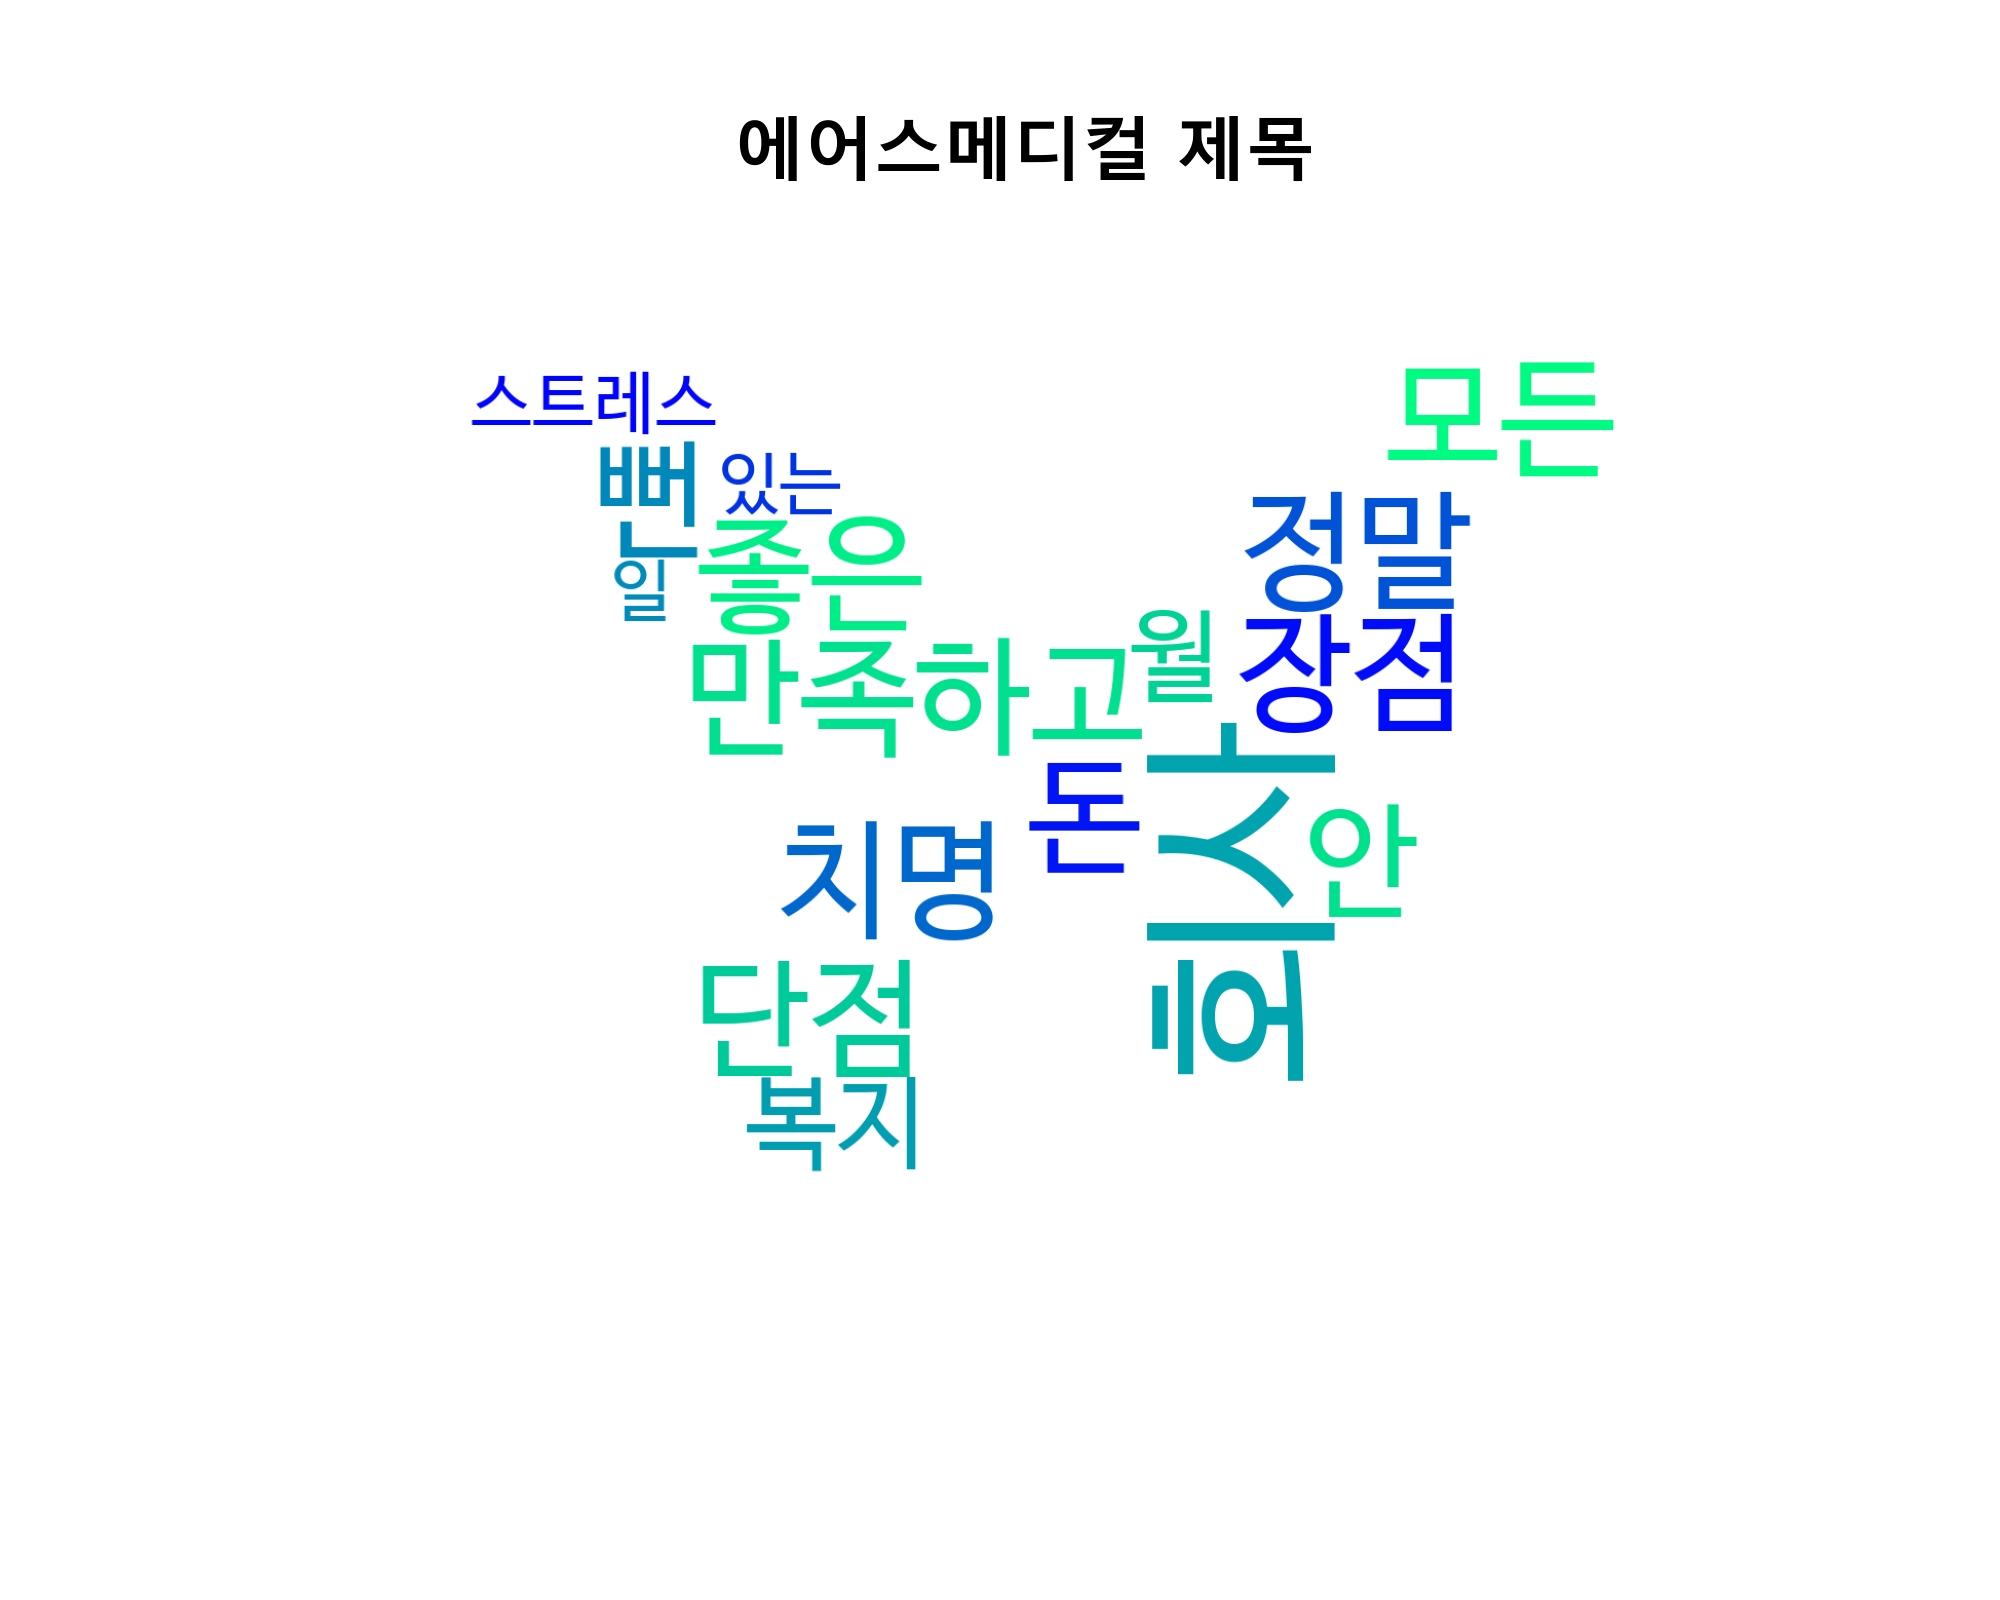 에어스메디컬 제목
스트레스
모든
뻔
있는
정말
좋은
일
월
장점
만족하고
돈
회사
안
치명
단점
복지